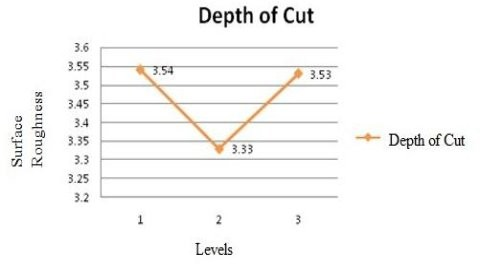 Depth of Cut
3.6
3.55
3.5
3.45
3.4
3.35
3.3
3.25
3.2
Surface
Roughness
3.54
3.33
3.53
1 2 3
Levels
Depth of Cut